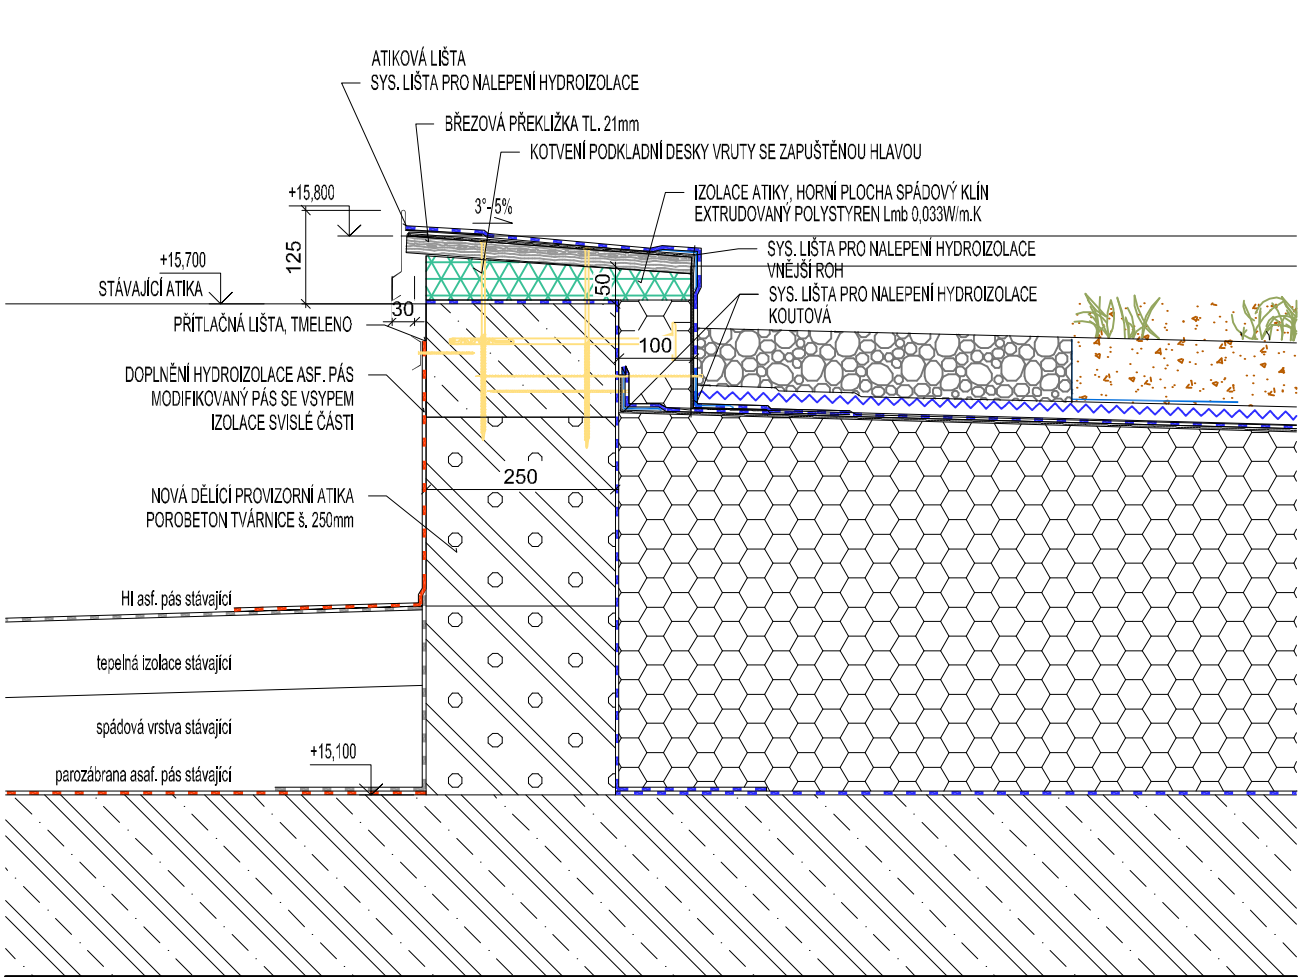 ATIKOVÁ LIŠTA
SYS. LIŠTA PRO NALEPENÍ HYDROIZOLACE
BŘEZOVÁ PŘEKLIŽKA TL. 21mm
KOTVENÍ PODKLADNÍ DESKY VRUTY SE ZAPUŠTĚNOU HLAVOU
+15,800
3°-5%
IZOLACE ATIKY, HORNÍ PLOCHA SPÁDOVÝ KLÍN
EXTRUDOVANÝ POLYSTYREN Lmb 0,033W/m.K
125
SYS. LIŠTA PRO NALEPENÍ HYDROIZOLACE
VNĚJŠÍ ROH
+15,700
STÁVAJÍCÍ ATIKA
50
SYS. LIŠTA PRO NALEPENÍ HYDROIZOLACE
KOUTOVÁ
30
PŘÍTLAČNÁ LIŠTA, TMELENO
100
DOPLNĚNÍ HYDROIZOLACE ASF. PÁS
MODIFIKOVANÝ PÁS SE VSYPEM
IZOLACE SVISLÉ ČÁSTI
250
NOVÁ DĚLÍCÍ PROVIZORNÍ ATIKA
POROBETON TVÁRNICE š. 250mm
HI asf. pás stávající
tepelná izolace stávající
spádová vrstva stávající
+15,100
parozábrana asaf. pás stávající